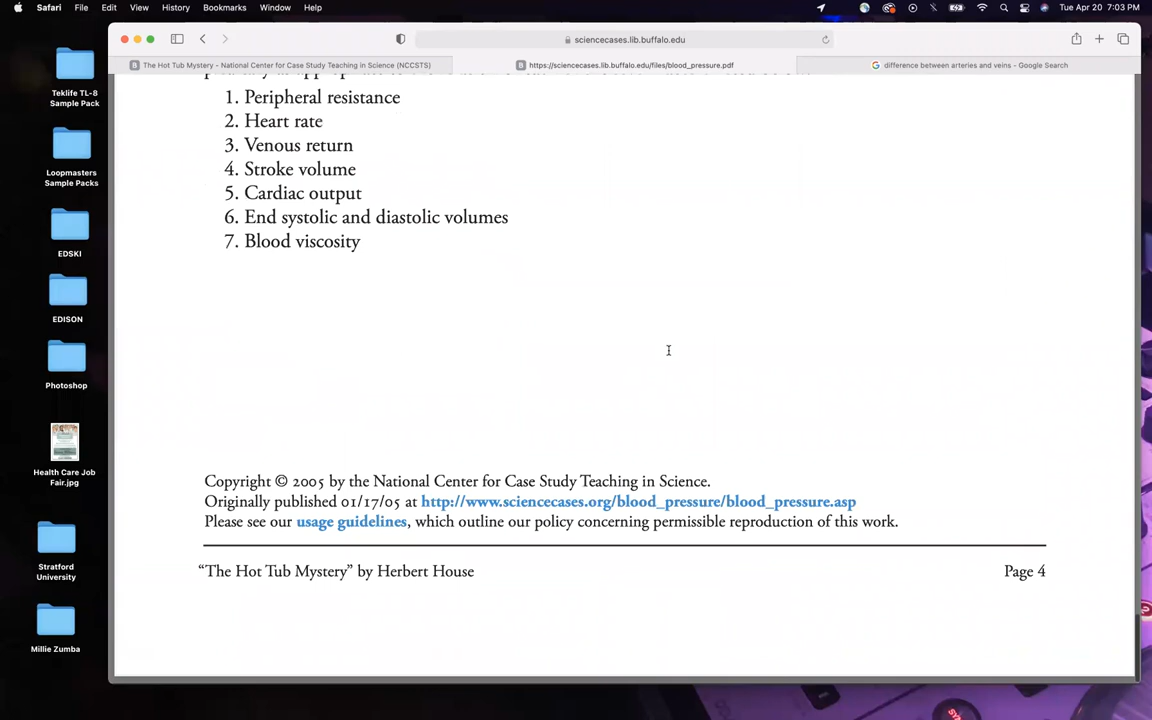 Safari File Edit View History Bookmarks Window Help Tue Apr 20 7:03 PM
sciencecases.lib.buffalo.edu
The Hot Tub Mystery - National Center for Case Study Teaching in Science (NCCSTS)
https://sciencecases.lib.buffalo.edu/files/blood_pressure.pdf
difference between arteries and veins - Google Search
Teklife TL-8
Sample Pack
Loopmasters
Sample Packs
EDSKI
EDISON
Photoshop
Health Care Job
Fair.jpg
Stratford
University
Millie Zumba
1. Peripheral resistance
2. Heart rate
3. Venous return
4. Stroke volume
5. Cardiac output
6. End systolic and diastolic volumes
7. Blood viscosity
Copyright © 2005 by the National Center for Case Study Teaching in Science.
Originally published 01/17/05 at http://www.sciencecases.org/blood_pressure/blood_pressure.asp
Please see our usage guidelines, which outline our policy concerning permissible reproduction of this work.
“The Hot Tub Mystery” by Herbert House
Page 4